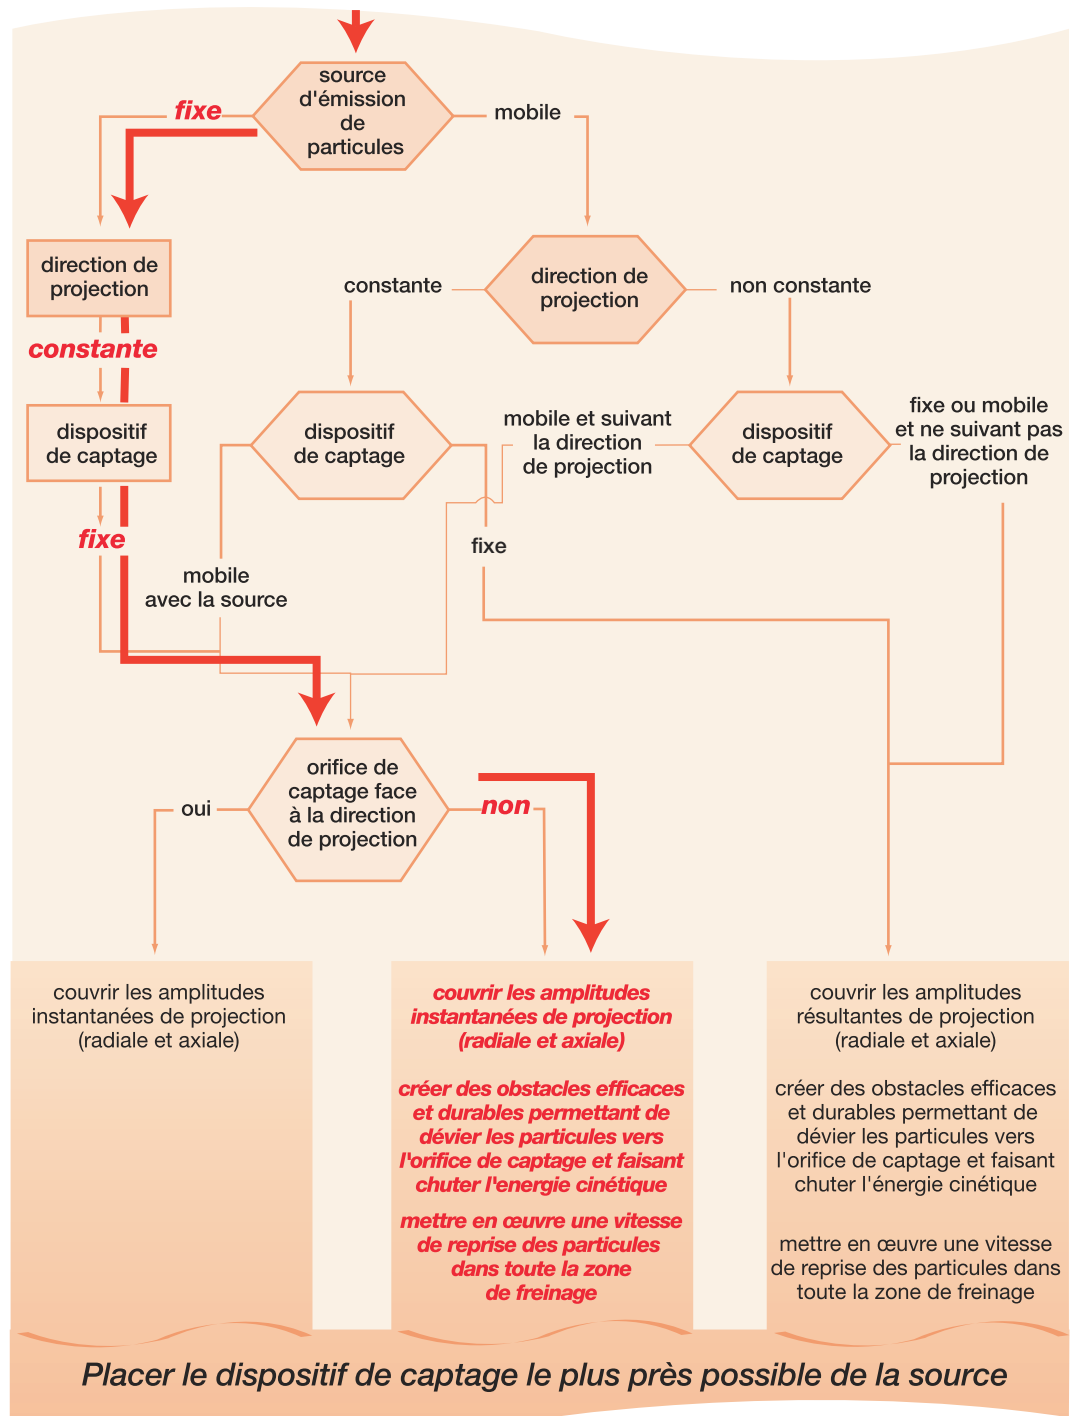 source
d'émission
de
particules
fixe
mobile
direction de
projection
constante
direction de
projection
non constante
constante
dispositif
de captage
dispositif
de captage
mobile et suivant
la direction
de projection
dispositif
de captage
fixe ou mobile
et ne suivant pas
la direction de
projection
fixe
mobile
avec la source
fixe
orifice de
captage face
à la direction
de projection
oui
non
couvrir les amplitudes
instantanées de projection
(radiale et axiale)
couvrir les amplitudes
instantanées de projection
(radiale et axiale)
créer des obstacles efficaces
et durables permettant de
dévier les particules vers
l'orifice de captage et faisant
chuter l'energie cinétique
mettre en œuvre une vitesse
de reprise des particules
dans toute la zone
de freinage
couvrir les amplitudes
résultantes de projection
(radiale et axiale)
créer des obstacles efficaces
et durables permettant de
dévier les particules vers
l'orifice de captage et faisant
chuter l'énergie cinétique
mettre en œuvre une vitesse
de reprise des particules dans
toute la zone de freinage
Placer le dispositif de captage le plus près possible de la source